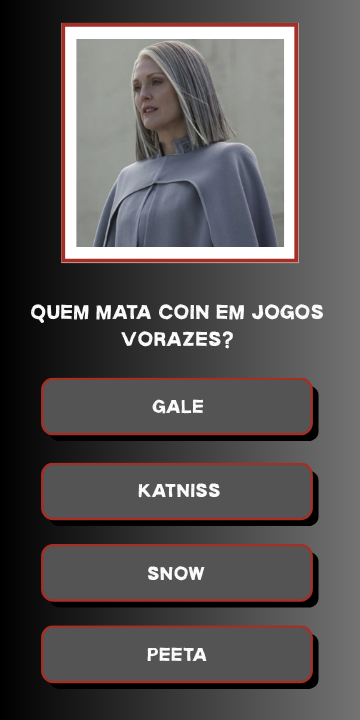 QUEM MATA COIN EM JOGOS
VORAZES?
GALE
KATNISS
SNOW
PEETA